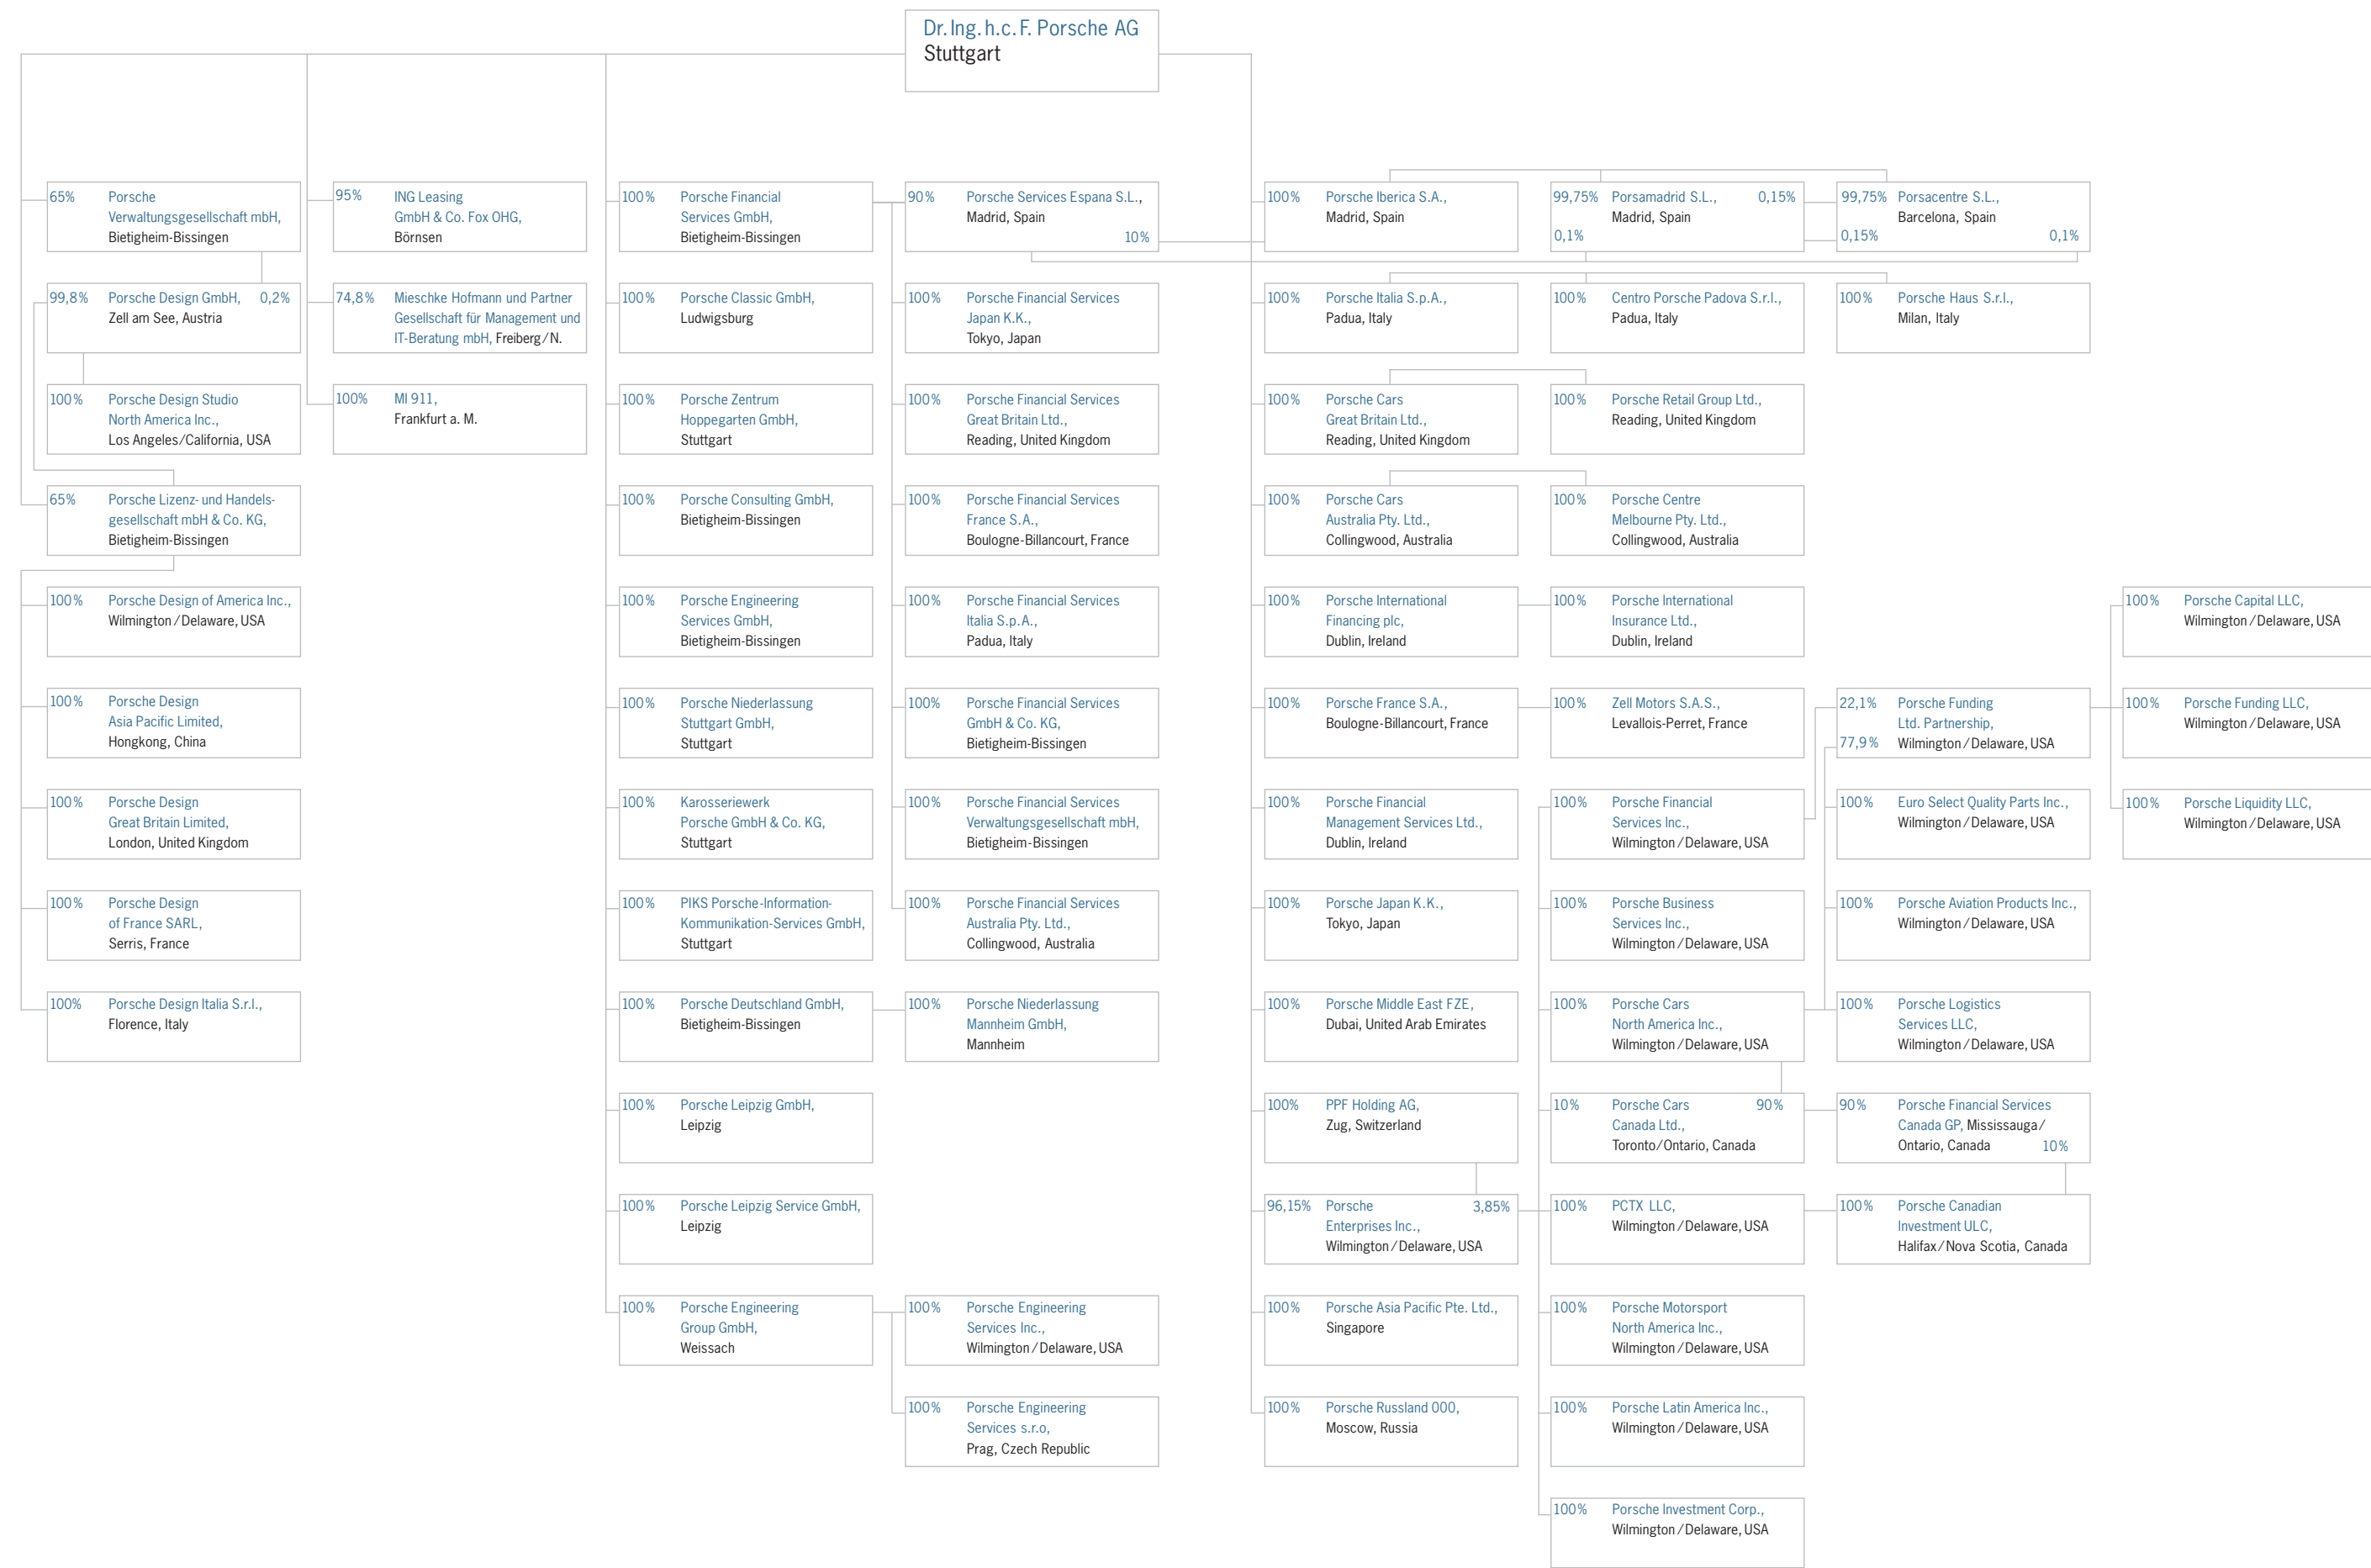 Dr. Ing. h.c. F. Porsche AG
Stuttgart
65%
Porsche
Verwaltungsgesellschaft mbH,
Bietigheim-Bissingen
99,8%
Porsche Design GmbH,
0,2%
Zell am See, Austria
100%
Porsche Design Studio
North America Inc.,
Los Angeles/California, USA
65%
Porsche Lizenz- und Handels-
gesellschaft mbH & Co. KG,
Bietigheim-Bissingen
100%
Porsche Design of America Inc.,
Wilmington/Delaware, USA
100%
Porsche Design
Asia Pacific Limited,
Hongkong, China
100%
Porsche Design
Great Britain Limited,
London, United Kingdom
100%
Porsche Design
of France SARL,
Serris, France
100%
Porsche Design Italia S.r.l.,
Florence, Italy
95%
ING Leasing
GmbH & Co. Fox OHG,
Börnsen
74,8%
Mieschke Hofmann und Partner
Gesellschaft für Management und
IT-Beratung mbH, Freiberg/N.
100%
MI 911,
Frankfurt a. M.
100%
Porsche Financial
Services GmbH,
Bietigheim-Bissingen
100%
Porsche Classic GmbH,
Ludwigsburg
100%
Porsche Zentrum
Hoppegarten GmbH,
Stuttgart
100%
Porsche Consulting GmbH,
Bietigheim-Bissingen
100%
Porsche Engineering
Services GmbH,
Bietigheim-Bissingen
100%
Porsche Niederlassung
Stuttgart GmbH,
Stuttgart
100%
Karosseriewerk
Porsche GmbH & Co. KG,
Stuttgart
100%
PIKS Porsche-Information-
Kommunikation-Services GmbH,
Stuttgart
100%
Porsche Deutschland GmbH,
Bietigheim-Bissingen
100%
Porsche Leipzig GmbH,
Leipzig
100%
Porsche Leipzig Service GmbH,
Leipzig
100%
Porsche Engineering
Group GmbH,
Weissach
90%
Porsche Services Espana S.L.,
Madrid, Spain
10%
100%
Porsche Financial Services
Japan K.K.,
Tokyo, Japan
100%
Porsche Financial Services
Great Britain Ltd.,
Reading, United Kingdom
100%
Porsche Financial Services
France S.A.,
Boulogne-Billancourt, France
100%
Porsche Financial Services
Italia S.p.A.,
Padua, Italy
100%
Porsche Financial Services
GmbH & Co. KG,
Bietigheim-Bissingen
100%
Porsche Financial Services
Verwaltungsgesellschaft mbH,
Bietigheim-Bissingen
100%
Porsche Financial Services
Australia Pty. Ltd.,
Collingwood, Australia
100%
Porsche Niederlassung
Mannheim GmbH,
Mannheim
100%
Porsche Engineering
Services Inc.,
Wilmington/Delaware, USA
100%
Porsche Engineering
Services s.r.o,
Prag, Czech Republic
100%
Porsche Iberica S.A.,
Madrid, Spain
100%
Porsche Italia S.p.A.,
Padua, Italy
100%
Porsche Cars
Great Britain Ltd.,
Reading, United Kingdom
100%
Porsche Cars
Australia Pty. Ltd.,
Collingwood, Australia
100%
Porsche International
Financing plc,
Dublin, Ireland
100%
Porsche France S.A.,
Boulogne-Billancourt, France
100%
Porsche Financial
Management Services Ltd.,
Dublin, Ireland
100%
Porsche Japan K.K.,
Tokyo, Japan
100%
Porsche Middle East FZE,
Dubai, United Arab Emirates
100%
PPF Holding AG,
Zug, Switzerland
96,15%
Porsche
3,85%
Enterprises Inc.,
Wilmington/Delaware, USA
100%
Porsche Asia Pacific Pte. Ltd.,
Singapore
100%
Porsche Russland OOO,
Moscow, Russia
99,75%
Porsamadrid S.L.,
0,15%
Madrid, Spain
0,1%
100%
Centro Porsche Padova S.r.l.,
Padua, Italy
100%
Porsche Retail Group Ltd.,
Reading, United Kingdom
100%
Porsche Centre
Melbourne Pty. Ltd.,
Collingwood, Australia
100%
Porsche International
Insurance Ltd.,
Dublin, Ireland
100%
Zell Motors S.A.S.,
Levallois-Perret, France
100%
Porsche Financial
Services Inc.,
Wilmington/Delaware, USA
100%
Porsche Business
Services Inc.,
Wilmington/Delaware, USA
100%
Porsche Cars
North America Inc.,
Wilmington/Delaware, USA
10%
Porsche Cars
90%
Canada Ltd.,
Toronto/Ontario, Canada
100%
PCTX LLC,
Wilmington/Delaware, USA
100%
Porsche Motorsport
North America Inc.,
Wilmington/Delaware, USA
100%
Porsche Latin America Inc.,
Wilmington/Delaware, USA
100%
Porsche Investment Corp.,
Wilmington/Delaware, USA
99,75%
Porsacentre S.L.,
Barcelona, Spain
0,15%
0,1%
100%
Porsche Haus S.r.l.,
Milan, Italy
22,1%
Porsche Funding
Ltd. Partnership,
77,9%
Wilmington/Delaware, USA
100%
Euro Select Quality Parts Inc.,
Wilmington/Delaware, USA
100%
Porsche Aviation Products Inc.,
Wilmington/Delaware, USA
100%
Porsche Logistics
Services LLC,
Wilmington/Delaware, USA
90%
Porsche Financial Services
Canada GP, Mississauga/
Ontario, Canada
10%
100%
Porsche Canadian
Investment ULC,
Halifax/Nova Scotia, Canada
100%
Porsche Capital LLC,
Wilmington/Delaware, USA
100%
Porsche Funding LLC,
Wilmington/Delaware, USA
100%
Porsche Liquidity LLC,
Wilmington/Delaware, USA